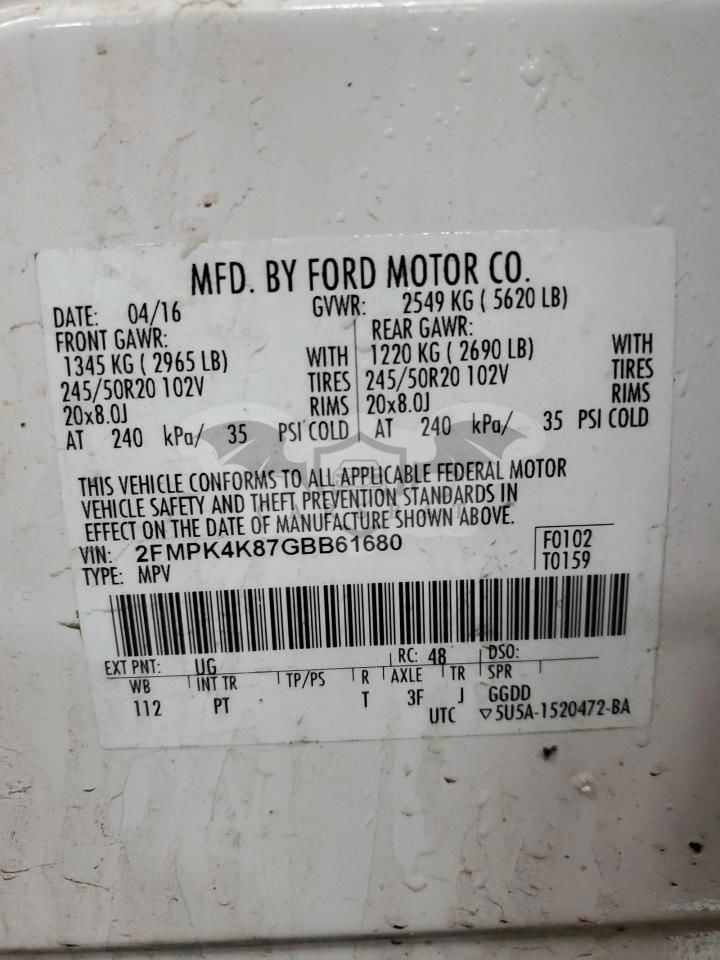 MFD. BY FORD MOTOR CO.
DATE: 04/16 GVWR: 2549 KG ( 5620 LB)
FRONT GAWR: REAR GAWR:
1345 KG ( 2965 LB) WITH 1220 KG ( 2690 LB) WITH
245/50R20 102V TIRES 245/50R20 102V TIRES
20x8.0J RIMS 20x8.0J RIMS
AT 240 kPa/ 35 PSI COLD AT 240 kPa/ 35 PSI COLD
THIS VEHICLE CONFORMS TO ALL APPLICABLE FEDERAL MOTOR
VEHICLE SAFETY AND THEFT PREVENTION STANDARDS IN
EFFECT ON THE DATE OF MANUFACTURE SHOWN ABOVE.
VIN: 2FMPK4K87GBB61680 F0102
TYPE: MPV T0159
EXT PNT: UG RC: 48 DSO:
WB INT TR TP/PS R AXLE TR SPR
112 PT T 3F J GGDD
UTC ▽5U5A-1520472-BA